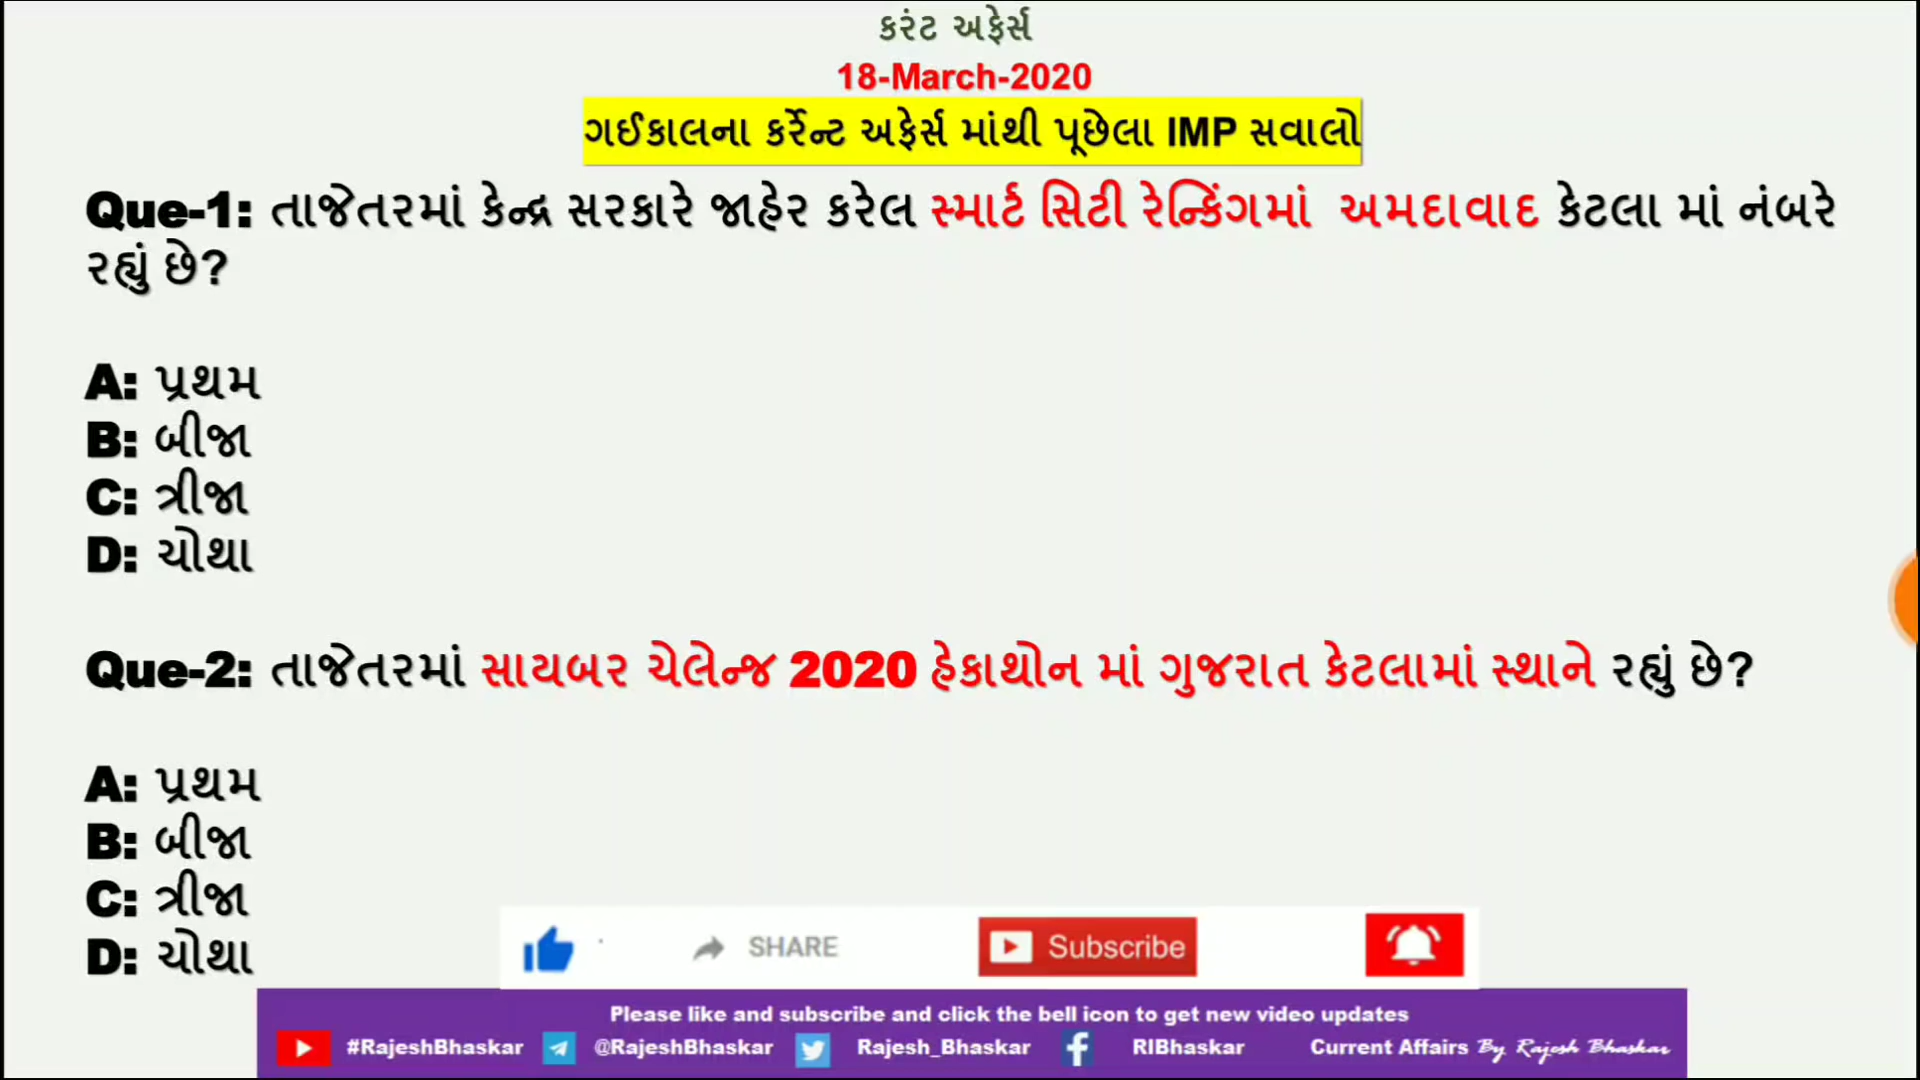 કરંટ અફેર્સ
18-March-2020
ગઈકાલના કર્રેન્ટ અફેર્સ માંથી પૂછેલા IMP સવાલો
Que-1: તાજેતરમાં કેન્દ્ર સરકારે જાહેર કરેલ સ્માર્ટ સિટી રેન્કિંગમાં અમદાવાદ કેટલા માં નંબરે
રહ્યું છે?
A: પ્રથમ
B: બીજા
C: ત્રીજા
D: ચોથા
Que-2: તાજેતરમાં સાયબર ચેલેન્જ 2020 હેકાથોન માં ગુજરાત કેટલામાં સ્થાને રહ્યું છે?
A: પ્રથમ
B: બીજા
C: ત્રીજા
D: ચોથા
SHARE Subscribe
Please like and subscribe and click the bell icon to get new video updates
#RajeshBhaskar @RajeshBhaskar Rajesh_Bhaskar RIBhaskar Current Affairs By Rajesh Bhaskar